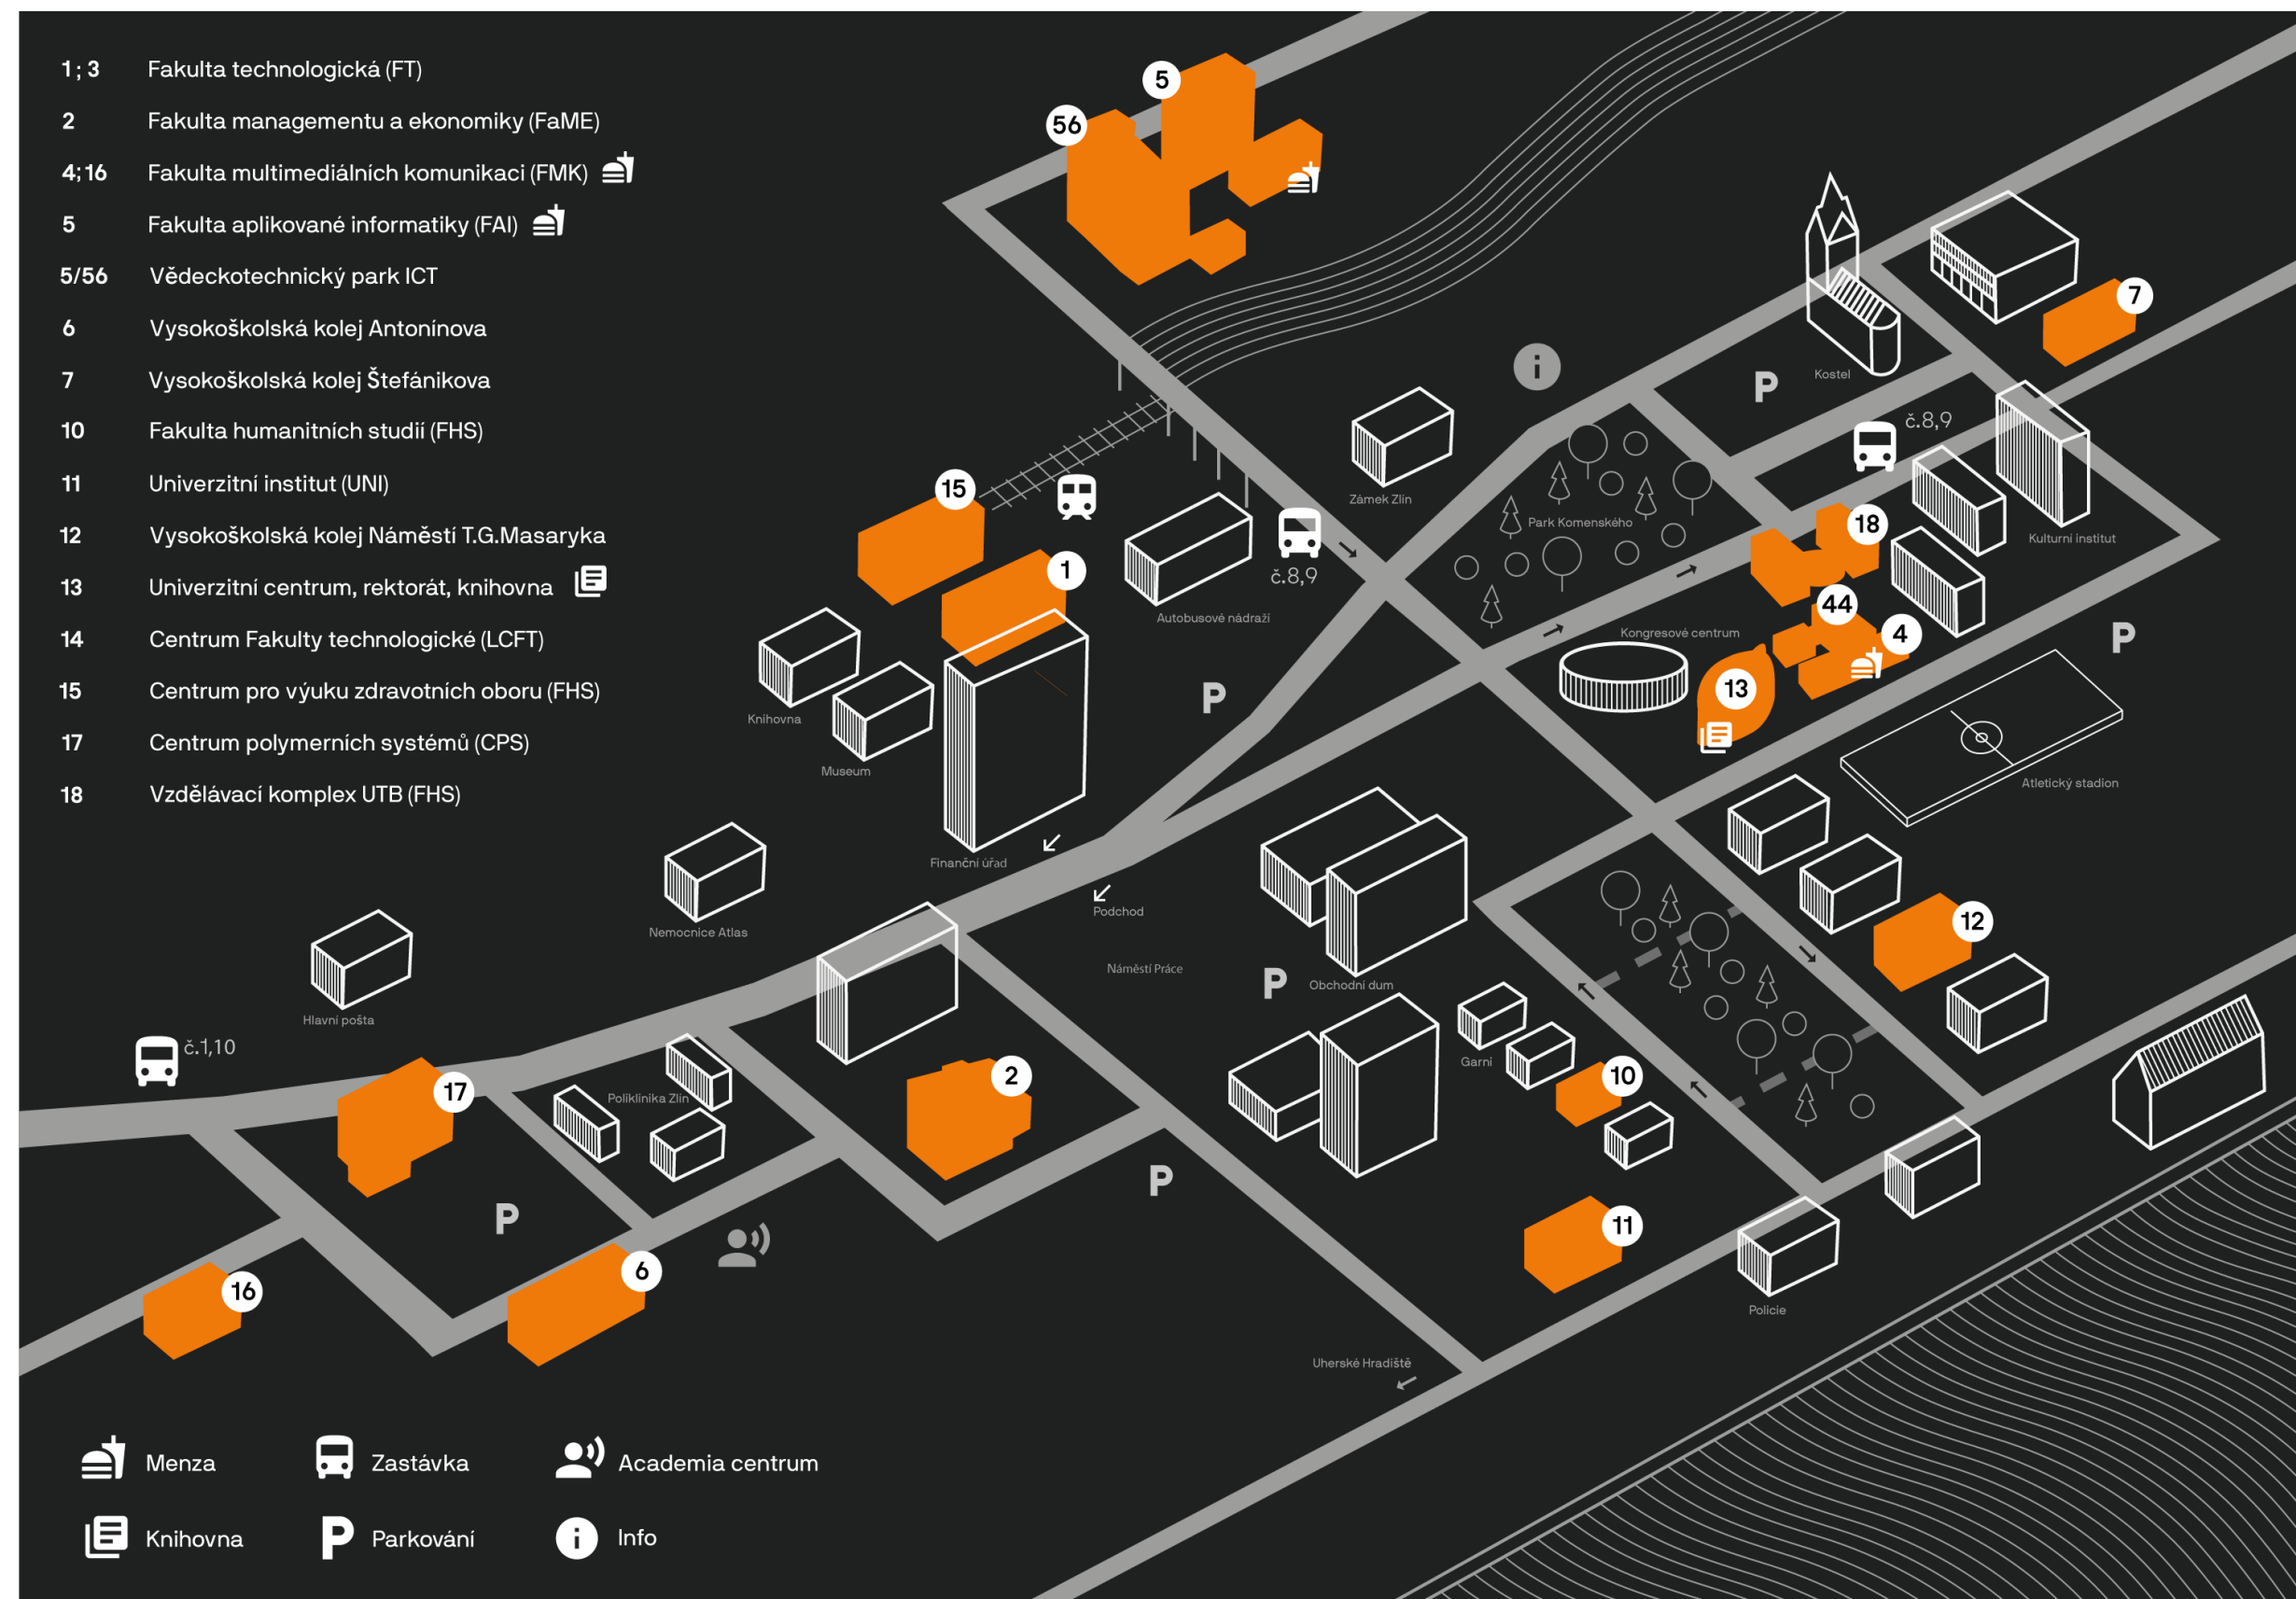 1; 3 Fakulta technologická (FT)
2 Fakulta managementu a ekonomiky (FaME)
4; 16 Fakulta multimediálních komunikaci (FMK)
5 Fakulta aplikované informatiky (FAI)
5/56 Vědeckotechnický park ICT
6 Vysokoškolská kolej Antonínova
7 Vysokoškolská kolej Štefánikova
10 Fakulta humanitních studií (FHS)
11 Univerzitní institut (UNI)
12 Vysokoškolská kolej Náměstí T.G.Masaryka
13 Univerzitní centrum, rektorát, knihovna
14 Centrum Fakulty technologické (LCFT)
15 Centrum pro výuku zdravotních oboru (FHS)
17 Centrum polymerních systémů (CPS)
18 Vzdělávací komplex UTB (FHS)
5
56
7
i
Kostel
P
č.8,9
15
Zámek Zlín
Park Komenského
18
Kulturní institut
1
č.8,9
Autobusové nádraží
44
Kongresové centrum
4
P
13
P
Knihovna
Museum
Atletický stadion
Finanční úřad
Podchod
Nemocnice Atlas
12
Náměstí Práce
P
Obchodní dum
Hlavní pošta
č.1,10
Garni
17
2
10
Poliklinika Zlín
P
P
11
6
16
Policie
Uherské Hradiště
Menza
Zastávka
Academia centrum
Knihovna
P Parkování
i Info